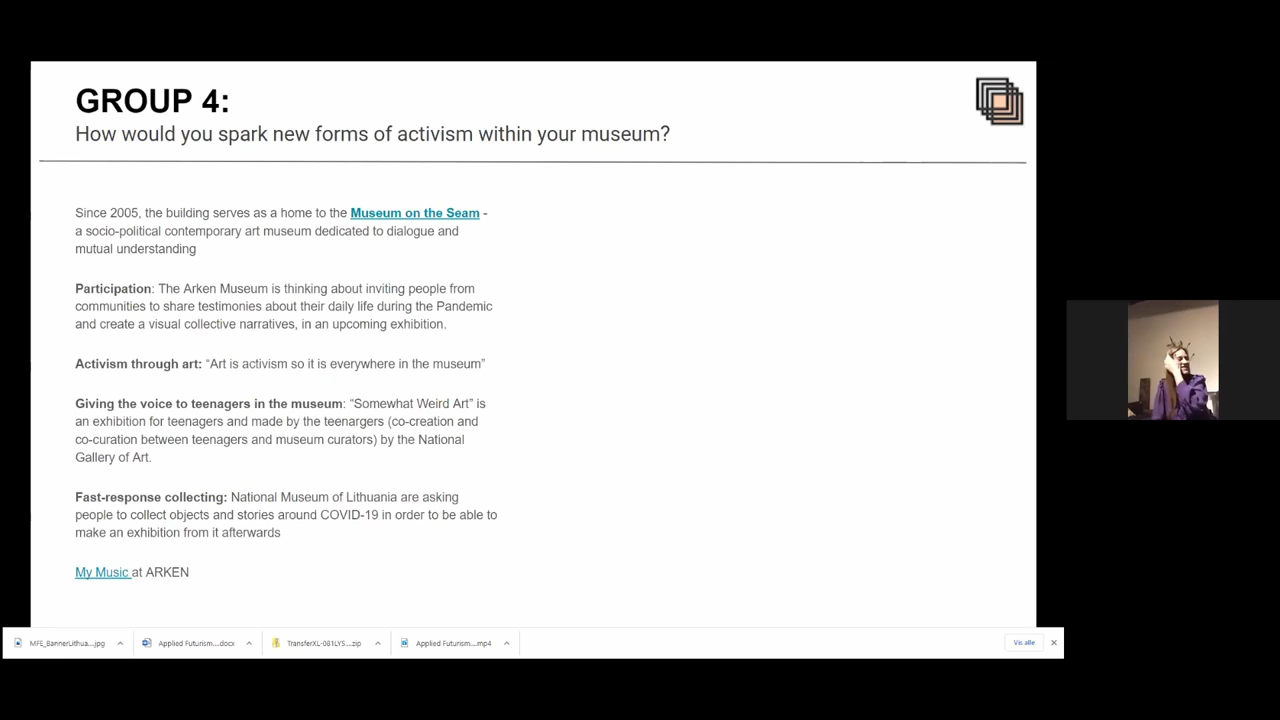 GROUP 4:
How would you spark new forms of activism within your museum?
Since 2005, the building serves as a home to the Museum on the Seam -
a socio-political contemporary art museum dedicated to dialogue and
mutual understanding
Participation: The Arken Museum is thinking about inviting people from
communities to share testimonies about their daily life during the Pandemic
and create a visual collective narratives, in an upcoming exhibition.
Activism through art: “Art is activism so it is everywhere in the museum”
Giving the voice to teenagers in the museum: “Somewhat Weird Art” is
an exhibition for teenagers and made by the teenargers (co-creation and
co-curation between teenagers and museum curators) by the National
Gallery of Art.
Fast-response collecting: National Museum of Lithuania are asking
people to collect objects and stories around COVID-19 in order to be able to
make an exhibition from it afterwards
My Music at ARKEN
MFE_BannerLithua....jpg
Applied Futurism....docx
TransferXL-081LYS....zip
Applied Futurism....mp4
Vis alle